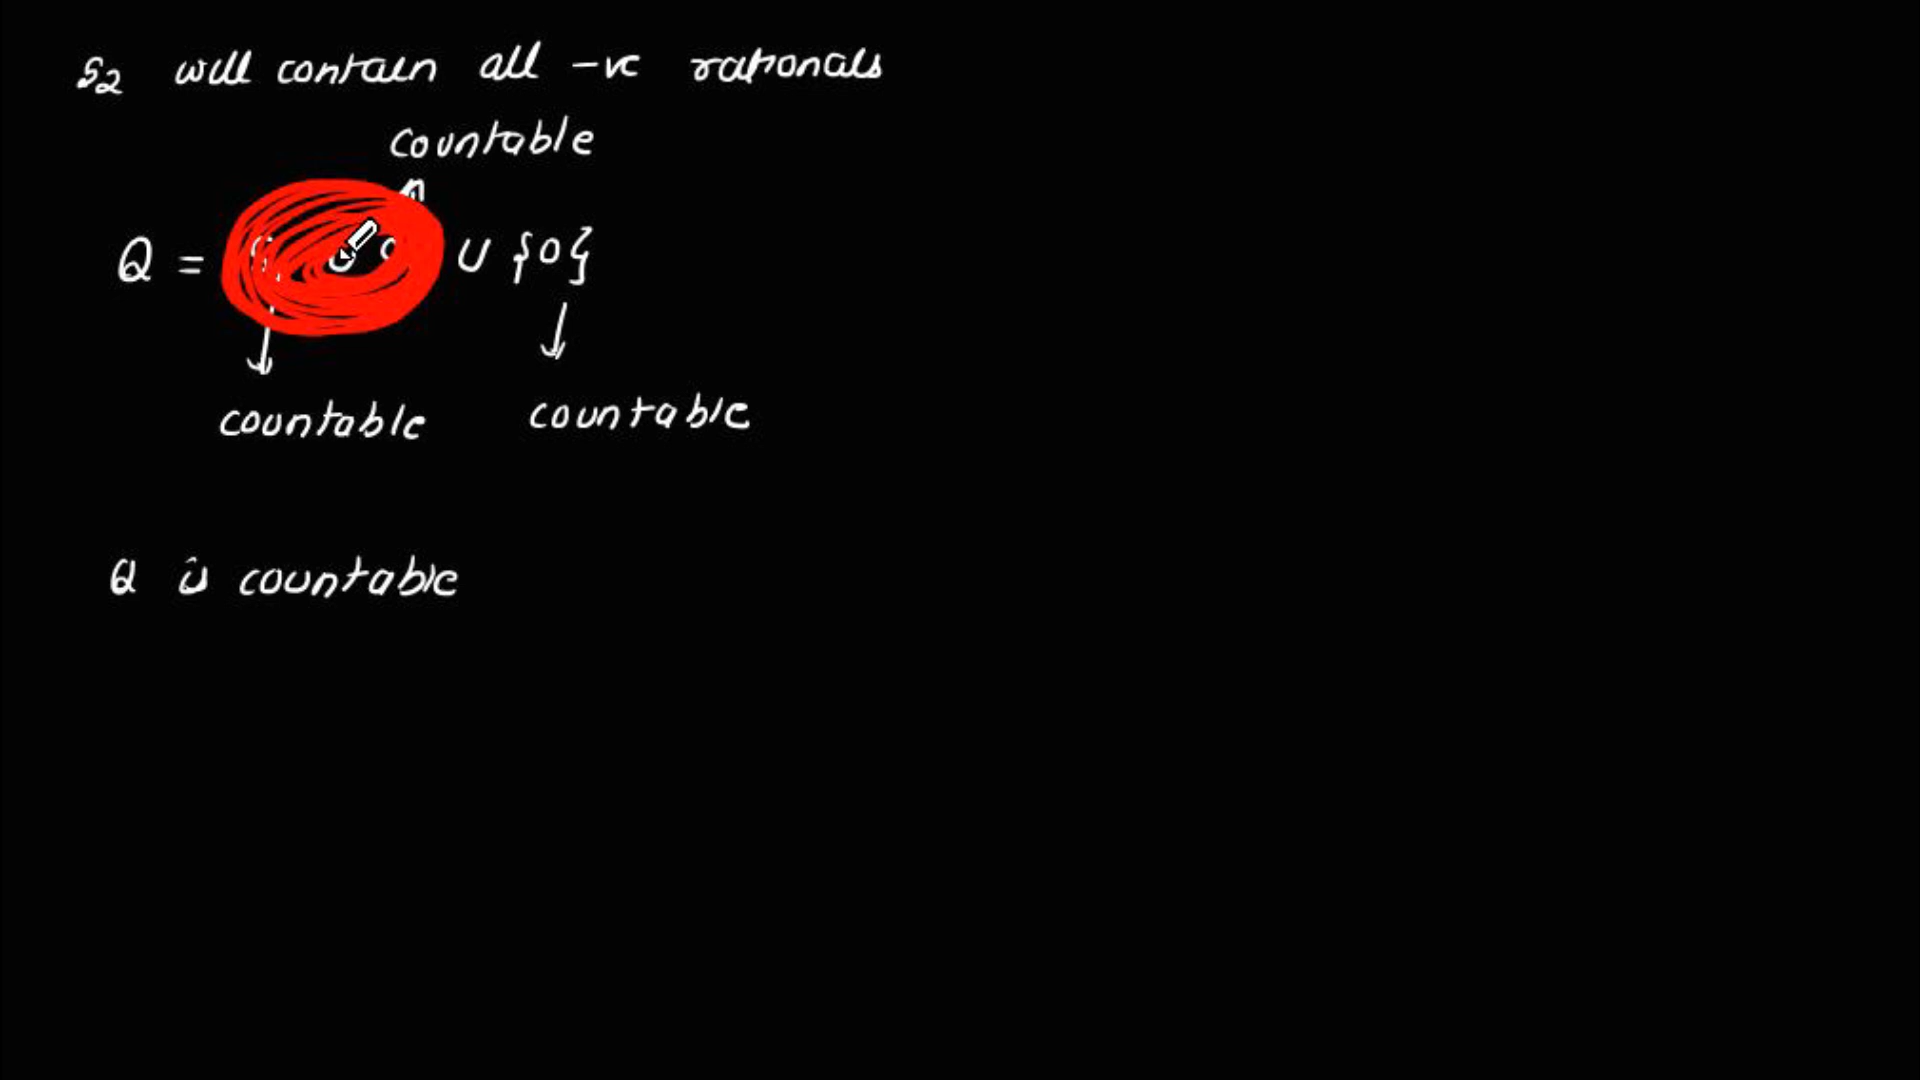 S2 will contain all -ve rationals
countable
Q = ∪ {0}
countable countable
Q is countable